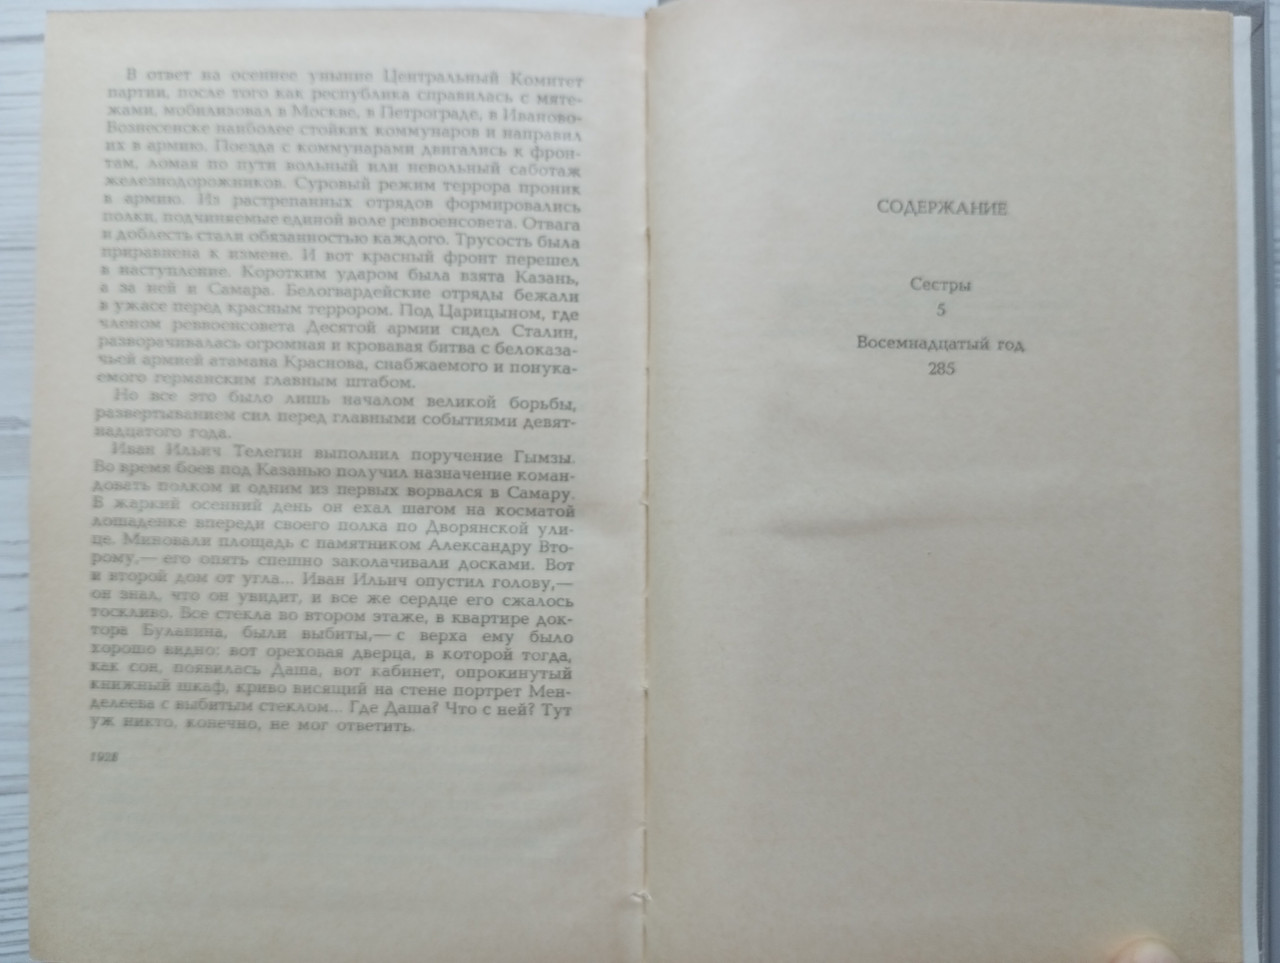 В ответ на осеннее уныние Центральный Комитет
партии, после того как республика справилась с мяте-
жами, мобилизовал в Москве, в Петрограде, в Иваново-
Вознесенске наиболее стойких коммунаров и направил
их в армию. Поезда с коммунарами двигались к фрон-
там, ломая по пути вольный или невольный саботаж
железнодорожников. Суровый режим террора проник
в армию. Из растрепанных отрядов формировались
полки, подчиняемые единой воле реввоенсовета. Отвага
и доблесть стали обязанностью каждого. Трусость была
приравнена к измене. И вот красный фронт перешел
в наступление. Коротким ударом была взята Казань,
а за ней и Самара. Белогвардейские отряды бежали
в ужасе перед красным террором. Под Царицыном, где
членом реввоенсовета Десятой армии сидел Сталин,
разворачивалась огромная и кровавая битва с белоказа-
чьей армией атамана Краснова, снабжаемого и понука-
емого германским главным штабом.
Но все это было лишь началом великой борьбы,
развертыванием сил перед главными событиями девят-
надцатого года.
Иван Ильич Телегин выполнил поручение Гымзы.
Во время боев под Казанью получил назначение коман-
довать полком и одним из первых ворвался в Самару.
В жаркий осенний день он ехал шагом на косматой
лошаденке впереди своего полка по Дворянской ули-
це. Миновали площадь с памятником Александру Вто-
рому,— его опять спешно заколачивали досками. Вот
и второй дом от угла... Иван Ильич опустил голову,—
он знал, что он увидит, и все же сердце его сжалось
тоскливо. Все стекла во втором этаже, в квартире док-
тора Булавина, были выбиты,— с верха ему было
хорошо видно: вот ореховая дверца, в которой тогда,
как сон, появилась Даша, вот кабинет, опрокинутый
книжный шкаф, криво висящий на стене портрет Мен-
делеева с выбитым стеклом... Где Даша? Что с ней? Тут
уж никто, конечно, не мог ответить.
1928
СОДЕРЖАНИЕ
Сестры
5
Восемнадцатый год
285